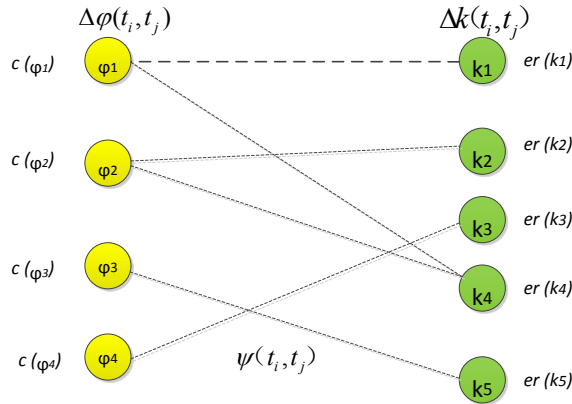 Δφ(t_i,t_j) Δk(t_i,t_j)
c (φ1) φ1 k1 er (k1)
c (φ2) φ2 k2 er (k2)
k3 er (k3)
c (φ3) φ3 k4 er (k4)
c (φ4) φ4 ψ(t_i,t_j) k5 er (k5)